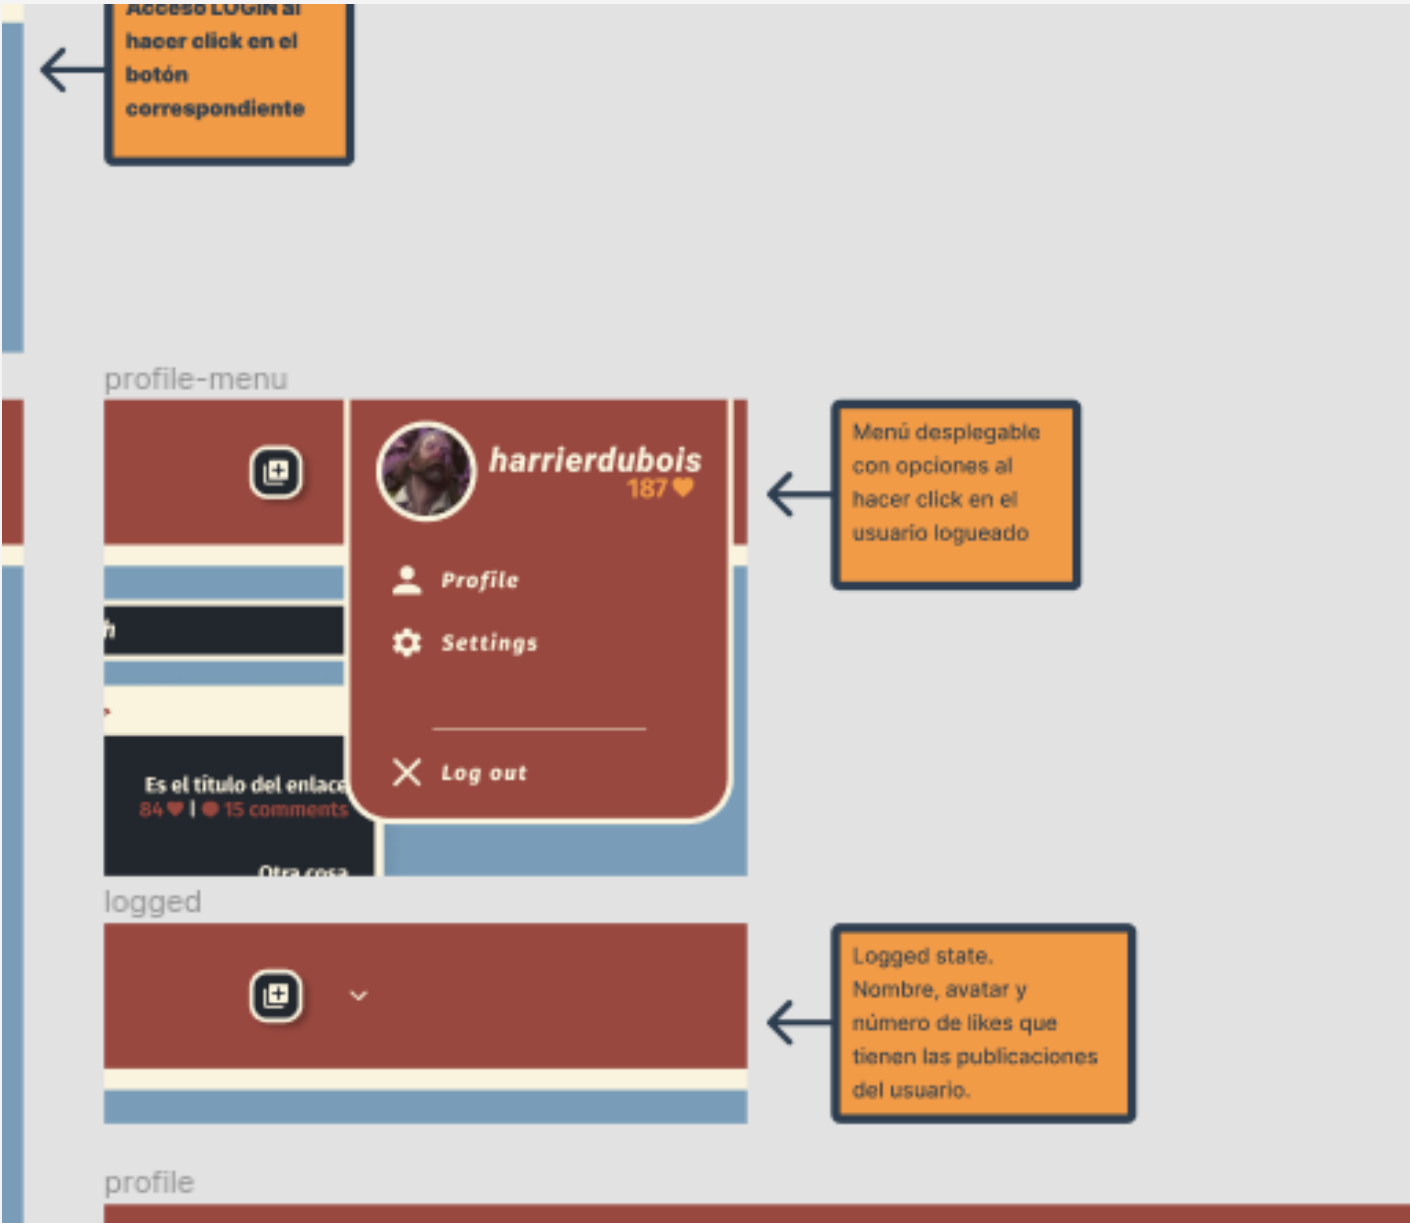 Acceso LOGIN al
hacer click en el
botón
correspondiente
profile-menu
harrierdubois
187
Profile
Settings
Log out
h
Es el título del enlace
84 | 15 comments
Otra cosa
Menú desplegable
con opciones al
hacer click en el
usuario logueado
logged
Logged state.
Nombre, avatar y
número de likes que
tienen las publicaciones
del usuario.
profile